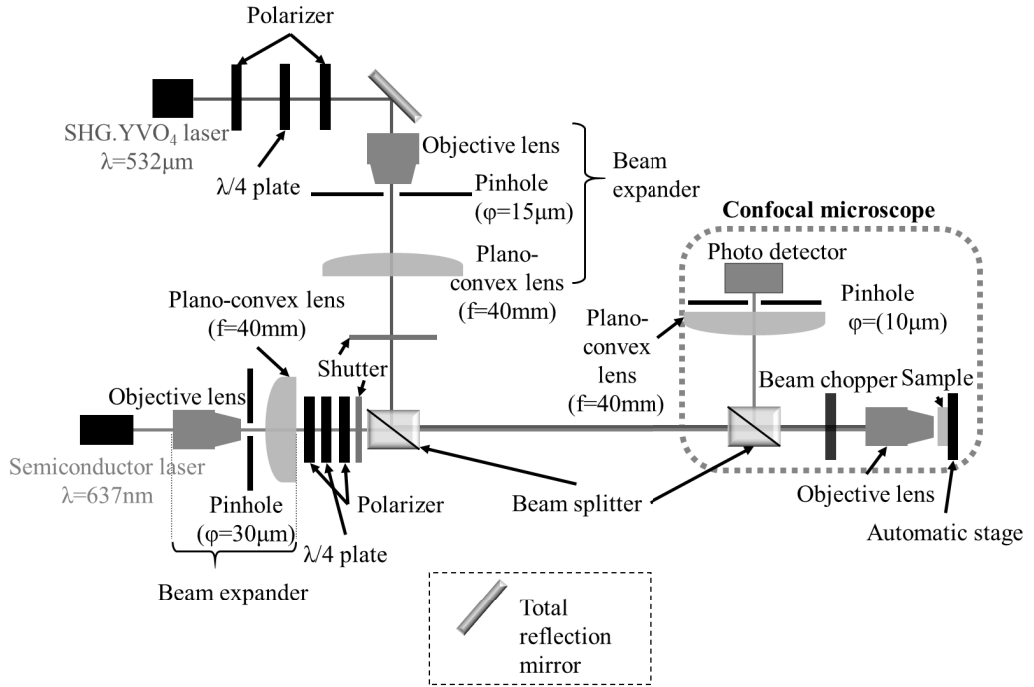 Polarizer
SHG.YVO₄ laser
λ=532μm
λ/4 plate
Objective lens
Pinhole
(φ=15μm)
Beam
expander
Plano-
convex lens
(f=40mm)
Confocal microscope
Photo detector
Pinhole
φ=(10μm)
Plano-
convex
lens
(f=40mm)
Beam chopper
Sample
Objective lens
Automatic stage
Plano-convex lens
(f=40mm)
Shutter
Objective lens
Semiconductor laser
λ=637nm
Pinhole
(φ=30μm)
Polarizer
λ/4 plate
Beam expander
Beam splitter
Total
reflection
mirror